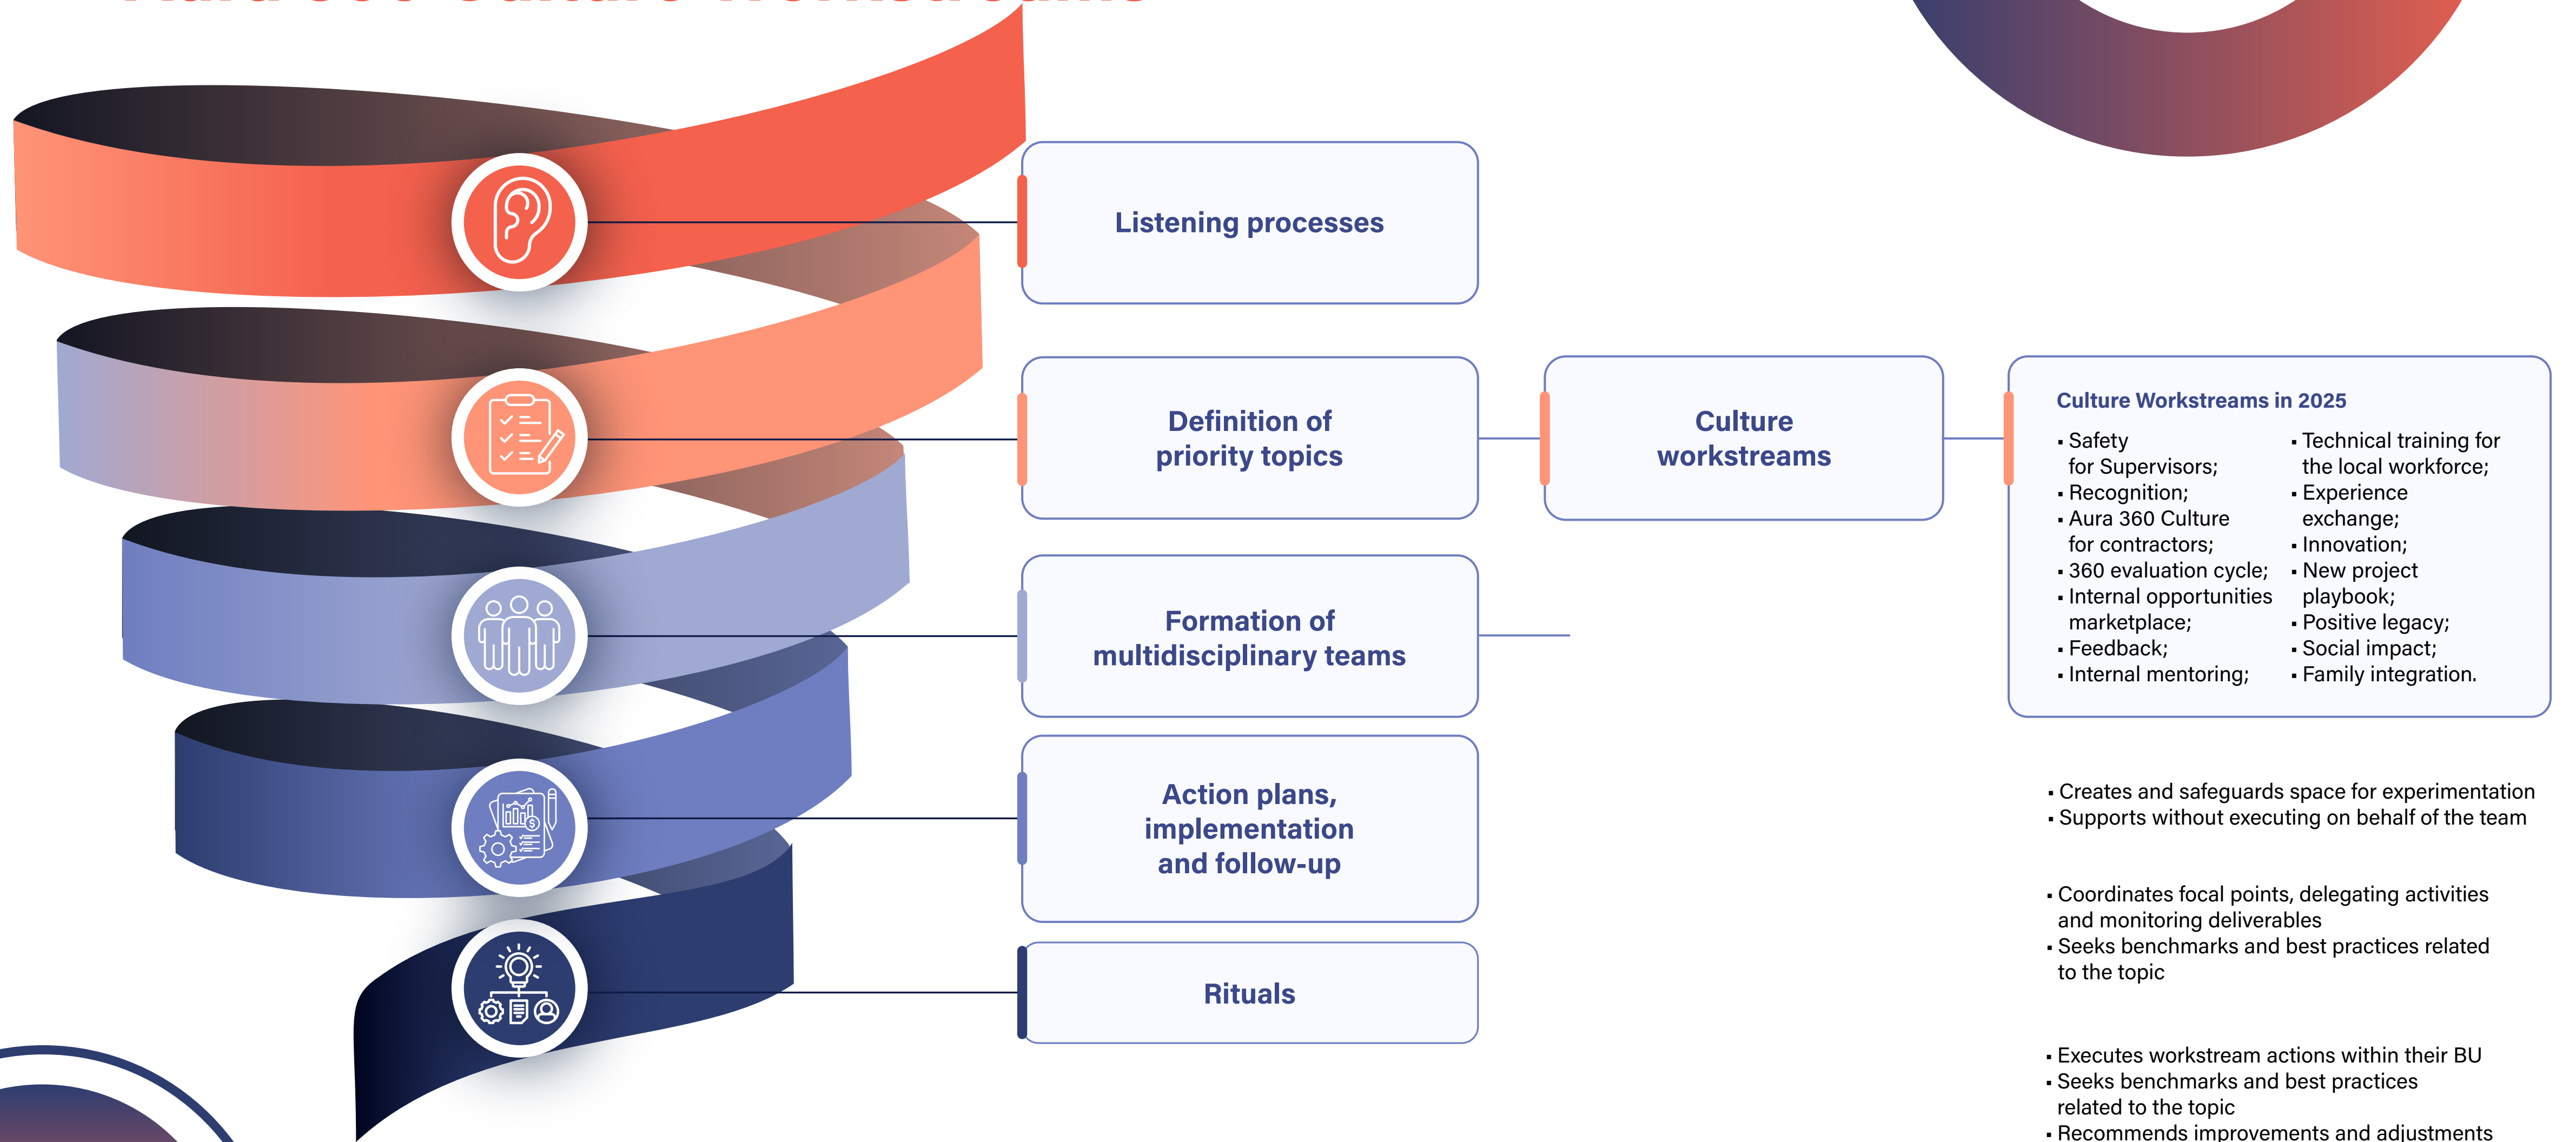 Aura 360 Culture Workstreams
Listening processes
Definition of
priority topics
Culture
workstreams
Culture Workstreams in 2025
▪ Safety
for Supervisors;
▪ Recognition;
▪ Aura 360 Culture
for contractors;
▪ 360 evaluation cycle;
▪ Internal opportunities
marketplace;
▪ Feedback;
▪ Internal mentoring;
▪ Technical training for
the local workforce;
▪ Experience
exchange;
▪ Innovation;
▪ New project
playbook;
▪ Positive legacy;
▪ Social impact;
▪ Family integration.
Formation of
multidisciplinary teams
Action plans,
implementation
and follow-up
Rituals
▪ Creates and safeguards space for experimentation
▪ Supports without executing on behalf of the team
▪ Coordinates focal points, delegating activities
and monitoring deliverables
▪ Seeks benchmarks and best practices related
to the topic
▪ Executes workstream actions within their BU
▪ Seeks benchmarks and best practices
related to the topic
▪ Recommends improvements and adjustments